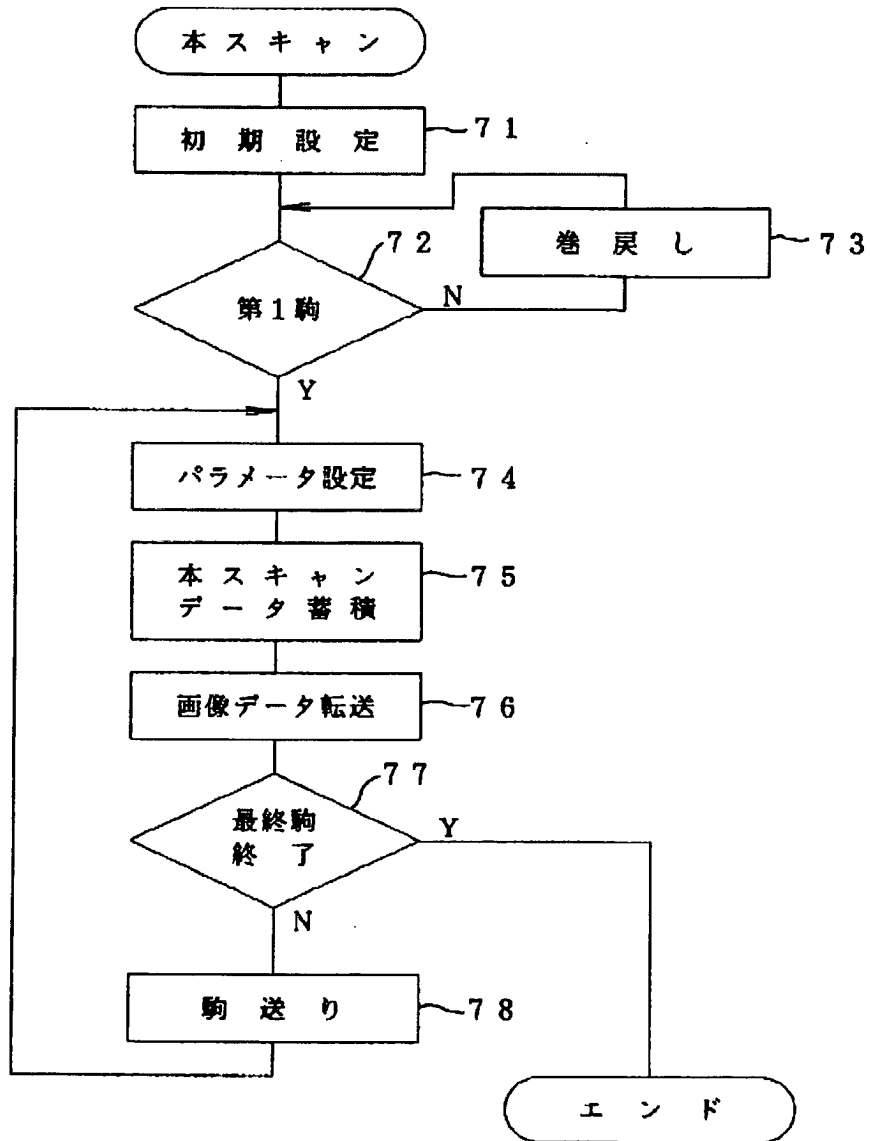 本スキャン
初期設定
71
72
巻戻し
73
第1駒
N
Y
パラメータ設定
74
本スキャン
データ蓄積
75
画像データ転送
76
77
最終駒
終了
Y
N
駒送り
78
エンド